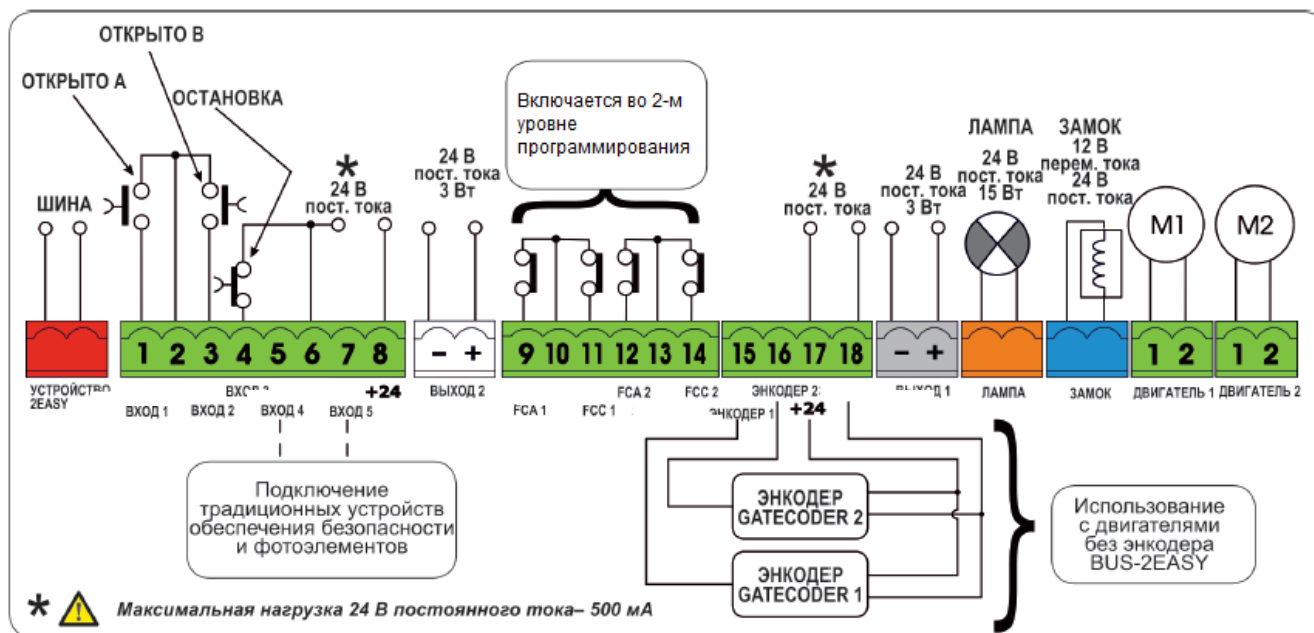 ОТКРЫТО В
ОТКРЫТО А
ОСТАНОВКА
ШИНА
*
24 В
пост. тока
24 В
пост. тока
3 Вт
Включается во 2-м
уровне
программирования
*
24 В
пост. тока
24 В
пост. тока
3 Вт
ЛАМПА
24 В
пост. тока
15 Вт
ЗАМОК
12 В
перем. тока
24 В
пост. тока
M1
M2
1 2 3 4 5 6 7 8
- +
9 10 11 12 13 14
15 16 17 18
- +
1 2
1 2
УСТРОЙСТВО
2EASY
ВХОД 1
ВХОД 2
ВХОД 4
ВХОД 5
+24
ВЫХОД 2
FCA 1
FCC 1
FCA 2
FCC 2
ЭНКОДЕР 1
ЭНКОДЕР 2
+24
ВЫХОД 1
ЛАМПА
ЗАМОК
ДВИГАТЕЛЬ 1
ДВИГАТЕЛЬ 2
Подключение
традиционных устройств
обеспечения безопасности
и фотоэлементов
ЭНКОДЕР
GATECODER 2
ЭНКОДЕР
GATECODER 1
Использование
с двигателями
без энкодера
BUS-2EASY
* Максимальная нагрузка 24 В постоянного тока– 500 мА